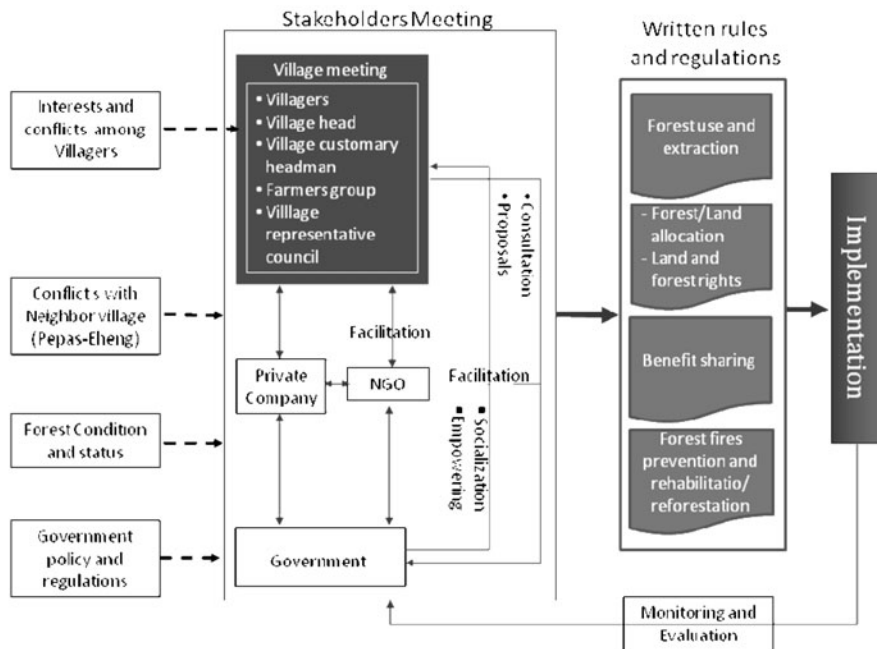 Stakeholders Meeting
Written rules
and regulations
Village meeting
▪ Villagers
▪ Village head
▪ Village customary
headman
▪ Farmers group
▪ Villlage
representative
council
Interests and
conflicts among
Villagers
Conflicts with
Neighbor village
(Pepas-Eheng)
Forest Condition
and status
Government
policy and
regulations
• Consultation
• Proposals
Facilitation
Private
Company
NGO
Facilitation
▪ Socialization
▪ Empowering
Government
Forest use and
extraction
- Forest/Land
allocation
- Land and
forest rights
Benefit sharing
Forest fires
prevention and
rehabilitatio/
reforestation
Implementation
Monitoring and
Evaluation